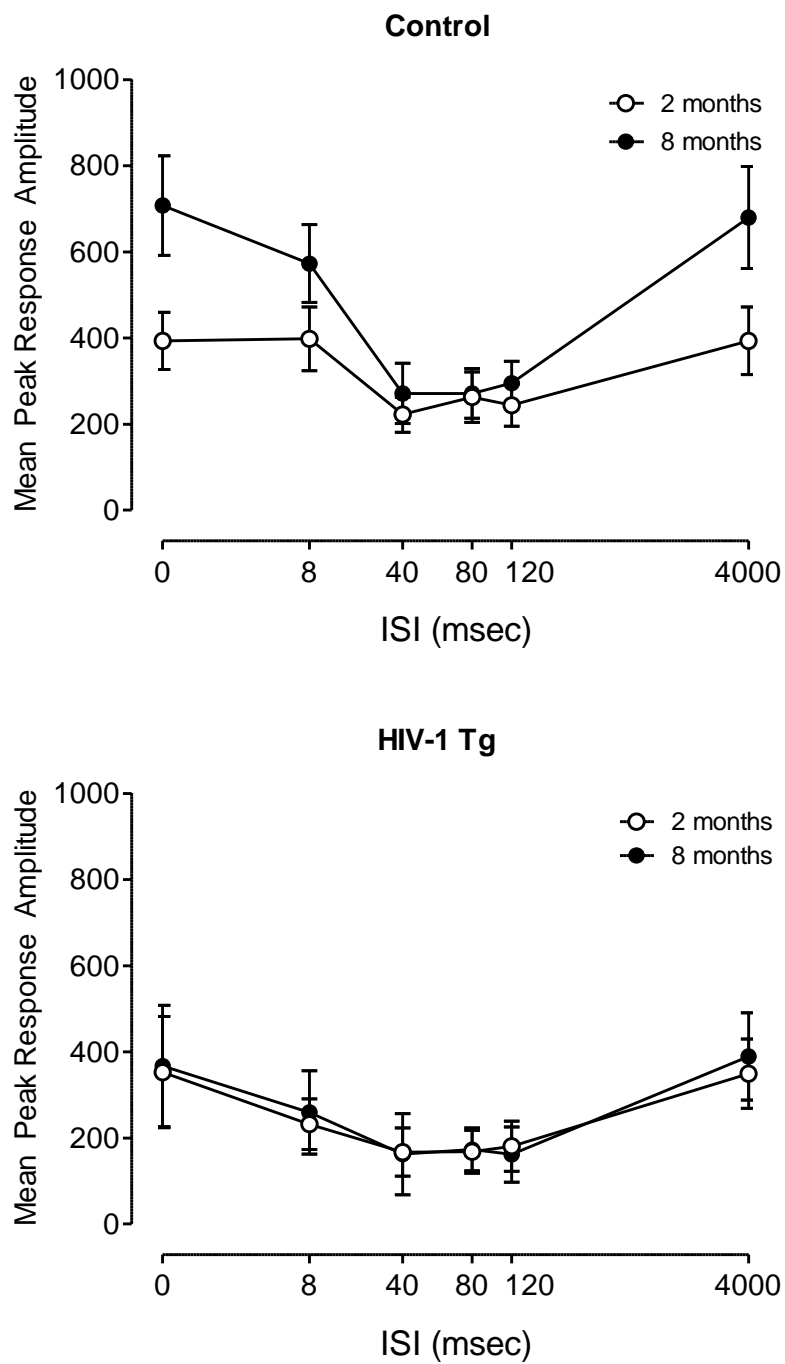 Control
Mean Peak Response Amplitude
1000
800
600
400
200
0
2 months
8 months
0 8 40 80 120 4000
ISI (msec)
HIV-1 Tg
Mean Peak Response Amplitude
1000
800
600
400
200
0
2 months
8 months
0 8 40 80 120 4000
ISI (msec)